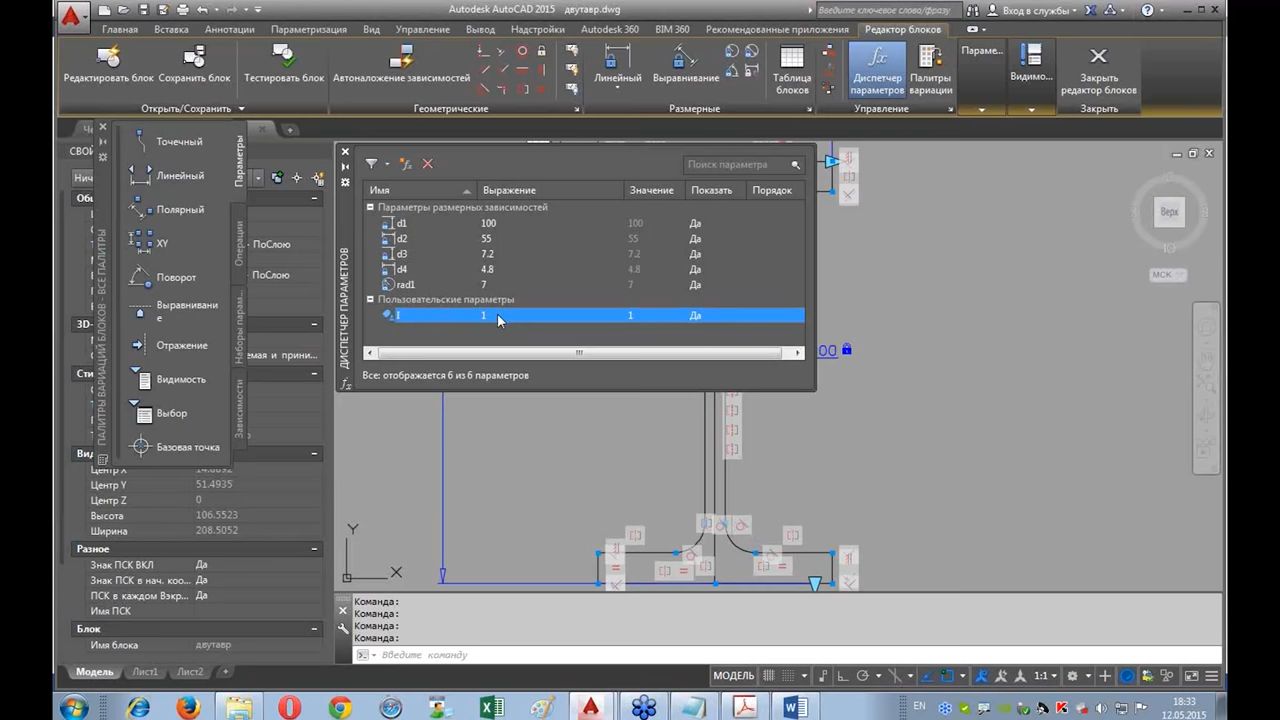 Autodesk AutoCAD 2015 двутавр.dwg
Введите ключевое слово/фразу
Вход в службы
Главная Вставка Аннотации Параметризация Вид Управление Вывод Надстройки Autodesk 360 BIM 360 Рекомендованные приложения Редактор блоков
Редактировать блок Сохранить блок Тестировать блок Автоналожение зависимостей Линейный Выравнивание Таблица блоков Диспетчер параметров Палитры вариации Параме... Видимо... Закрыть редактор блоков
Открыть/Сохранить Геометрические Размерные Управление Закрыть
Точечный
Линейный
Полярный
XY
Поворот
Выравнивани
е
Отражение
Видимость
Выбор
Базовая точка
Параметры
Операции
Наборы парам...
Зависимости
ПАЛИТРЫ ВАРИАЦИЙ БЛОКОВ - ВСЕ ПАЛИТРЫ
ПоСлою
ПоСлою
3D-
емая и прини...
Центр X 14.8892
Центр Y 51.4935
Центр Z 0
Высота 106.5523
Ширина 208.5052
Разное
Знак ПСК ВКЛ Да
Знак ПСК в нач. коо... Да
ПСК в каждом Вэкр... Да
Имя ПСК
Блок
Имя блока двутавр
ДИСПЕТЧЕР ПАРАМЕТРОВ
Поиск параметра
Имя Выражение Значение Показать Порядок
Параметры размерных зависимостей
d1 100 100 Да
d2 55 55 Да
d3 7.2 7.2 Да
d4 4.8 4.8 Да
rad1 7 7 Да
Пользовательские параметры
I 1 1 Да
Все: отображается 6 из 6 параметров
Верх
МСК
Y
X
Команда:
Команда:
Команда:
Введите команду
Модель Лист1 Лист2
МОДЕЛЬ 1:1
EN
18:33
12.05.2015